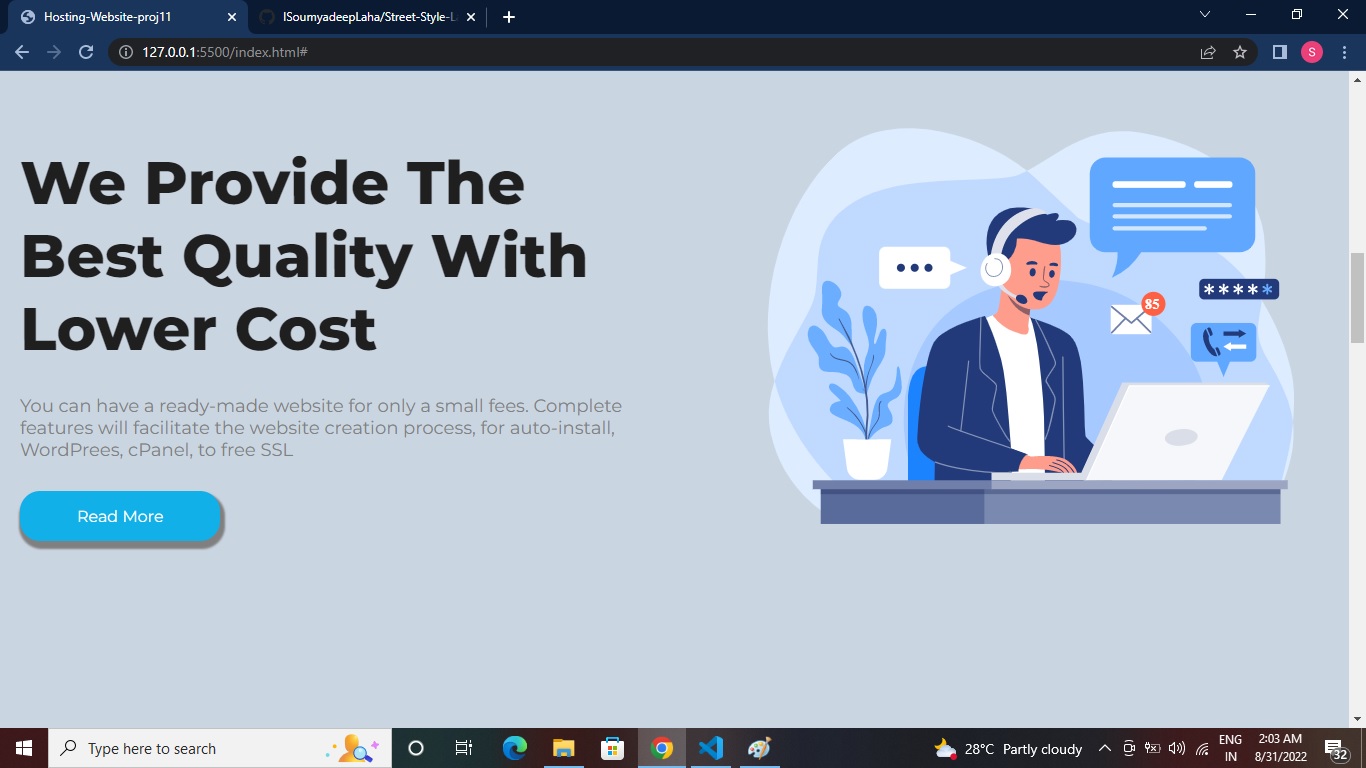 Hosting-Website-proj11
ISoumyadeepLaha/Street-Style-L
127.0.0.1:5500/index.html#
S
We Provide The
Best Quality With
Lower Cost
You can have a ready-made website for only a small fees. Complete
features will facilitate the website creation process, for auto-install,
WordPrees, cPanel, to free SSL
Read More
85
*****
Type here to search
28°C Partly cloudy
ENG
IN
2:03 AM
8/31/2022
32